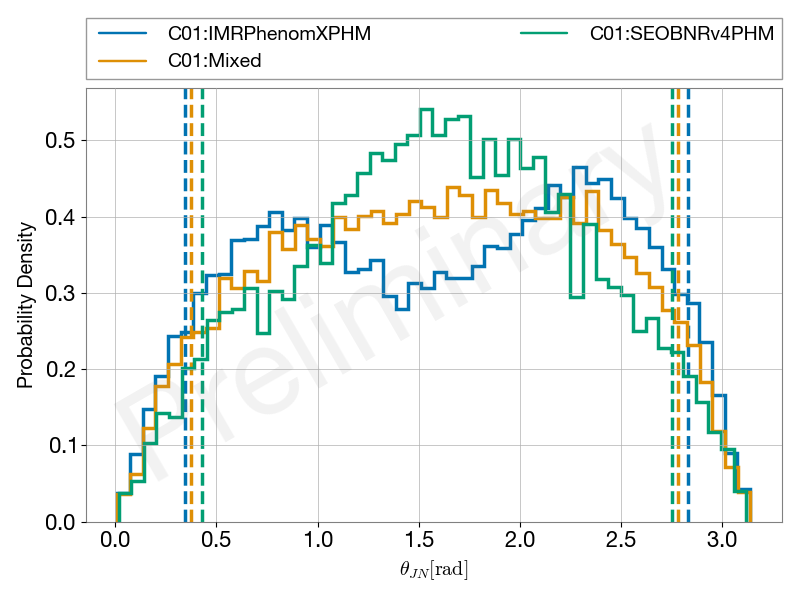 C01:IMRPhenomXPHM
C01:Mixed
C01:SEOBNRv4PHM
Probability Density
0.5
0.4
0.3
0.2
0.1
0.0
Preliminary
0.0 0.5 1.0 1.5 2.0 2.5 3.0
θ_JN[rad]